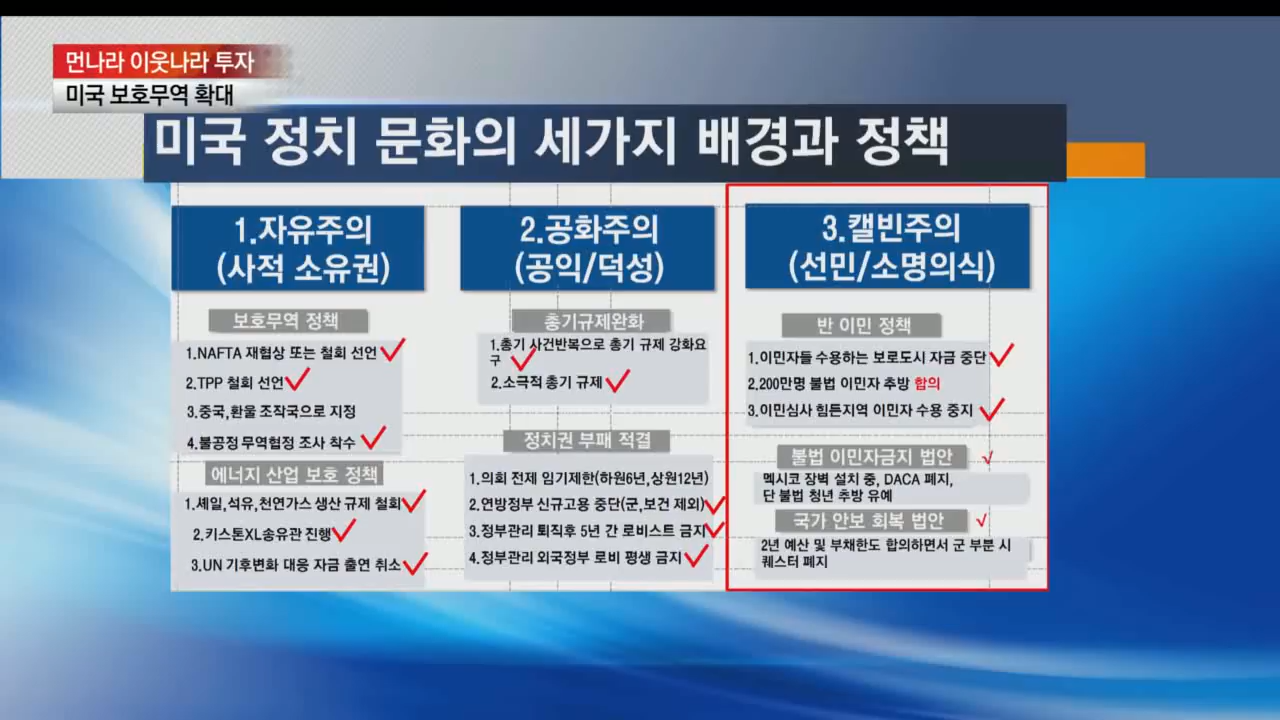 먼나라 이웃나라 투자
미국 보호무역 확대
미국 정치 문화의 세가지 배경과 정책
1.자유주의
(사적 소유권)
보호무역 정책
1.NAFTA 재협상 또는 철회 선언
2.TPP 철회 선언
3.중국,환울 조작국으로 지정
4.불공정 무역협정 조사 착수
에너지 산업 보호 정책
1.셰일,석유,천연가스 생산 규제 철회
2.키스톤XL송유관 진행
3.UN 기후변화 대응 자금 출연 취소
2.공화주의
(공익/덕성)
총기규제완화
1.총기 사건반복으로 총기 규제 강화요
구
2.소극적 총기 규제
정치권 부패 적결
1.의회 전제 임기제한(하원6년,상원12년)
2.연방정부 신규고용 중단(군,보건 제외)
3.정부관리 퇴직후 5년 간 로비스트 금지
4.정부관리 외국정부 로비 평생 금지
3.캘빈주의
(선민/소명의식)
반 이민 정책
1.이민자들 수용하는 보로도시 자금 중단
2.200만명 불법 이민자 추방 합의
3.이민심사 힘든지역 이민자 수용 중지
불법 이민자금지 법안
멕시코 장벽 설치 중, DACA 폐지,
단 불법 청년 추방 유예
국가 안보 회복 법안
2년 예산 및 부채한도 합의하면서 군 부분 시
퀘스터 폐지